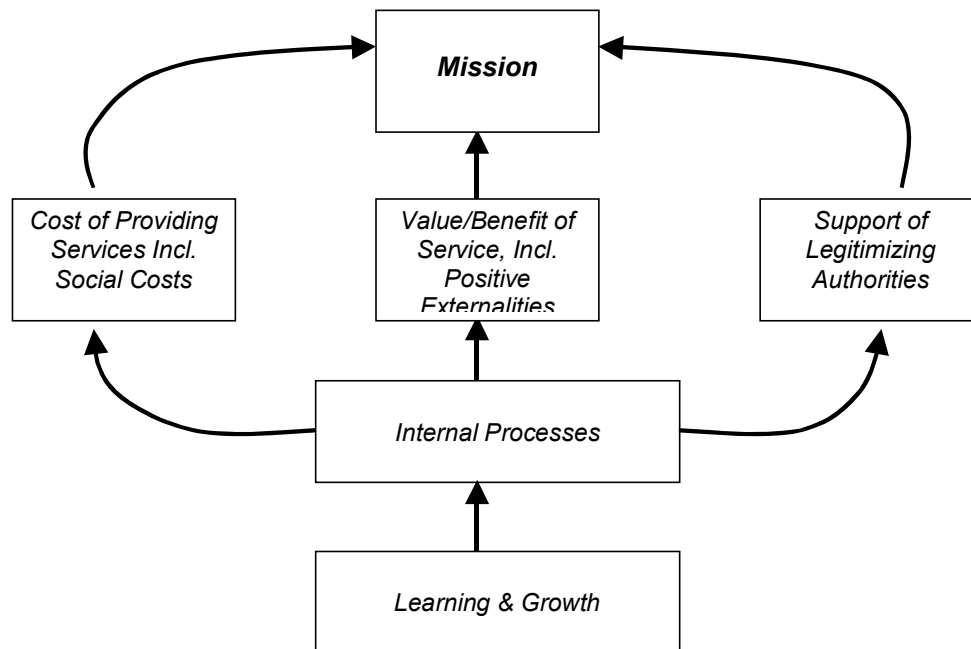 Mission
Cost of Providing
Services Incl.
Social Costs
Value/Benefit of
Service, Incl.
Positive
Externalities
Support of
Legitimizing
Authorities
Internal Processes
Learning & Growth